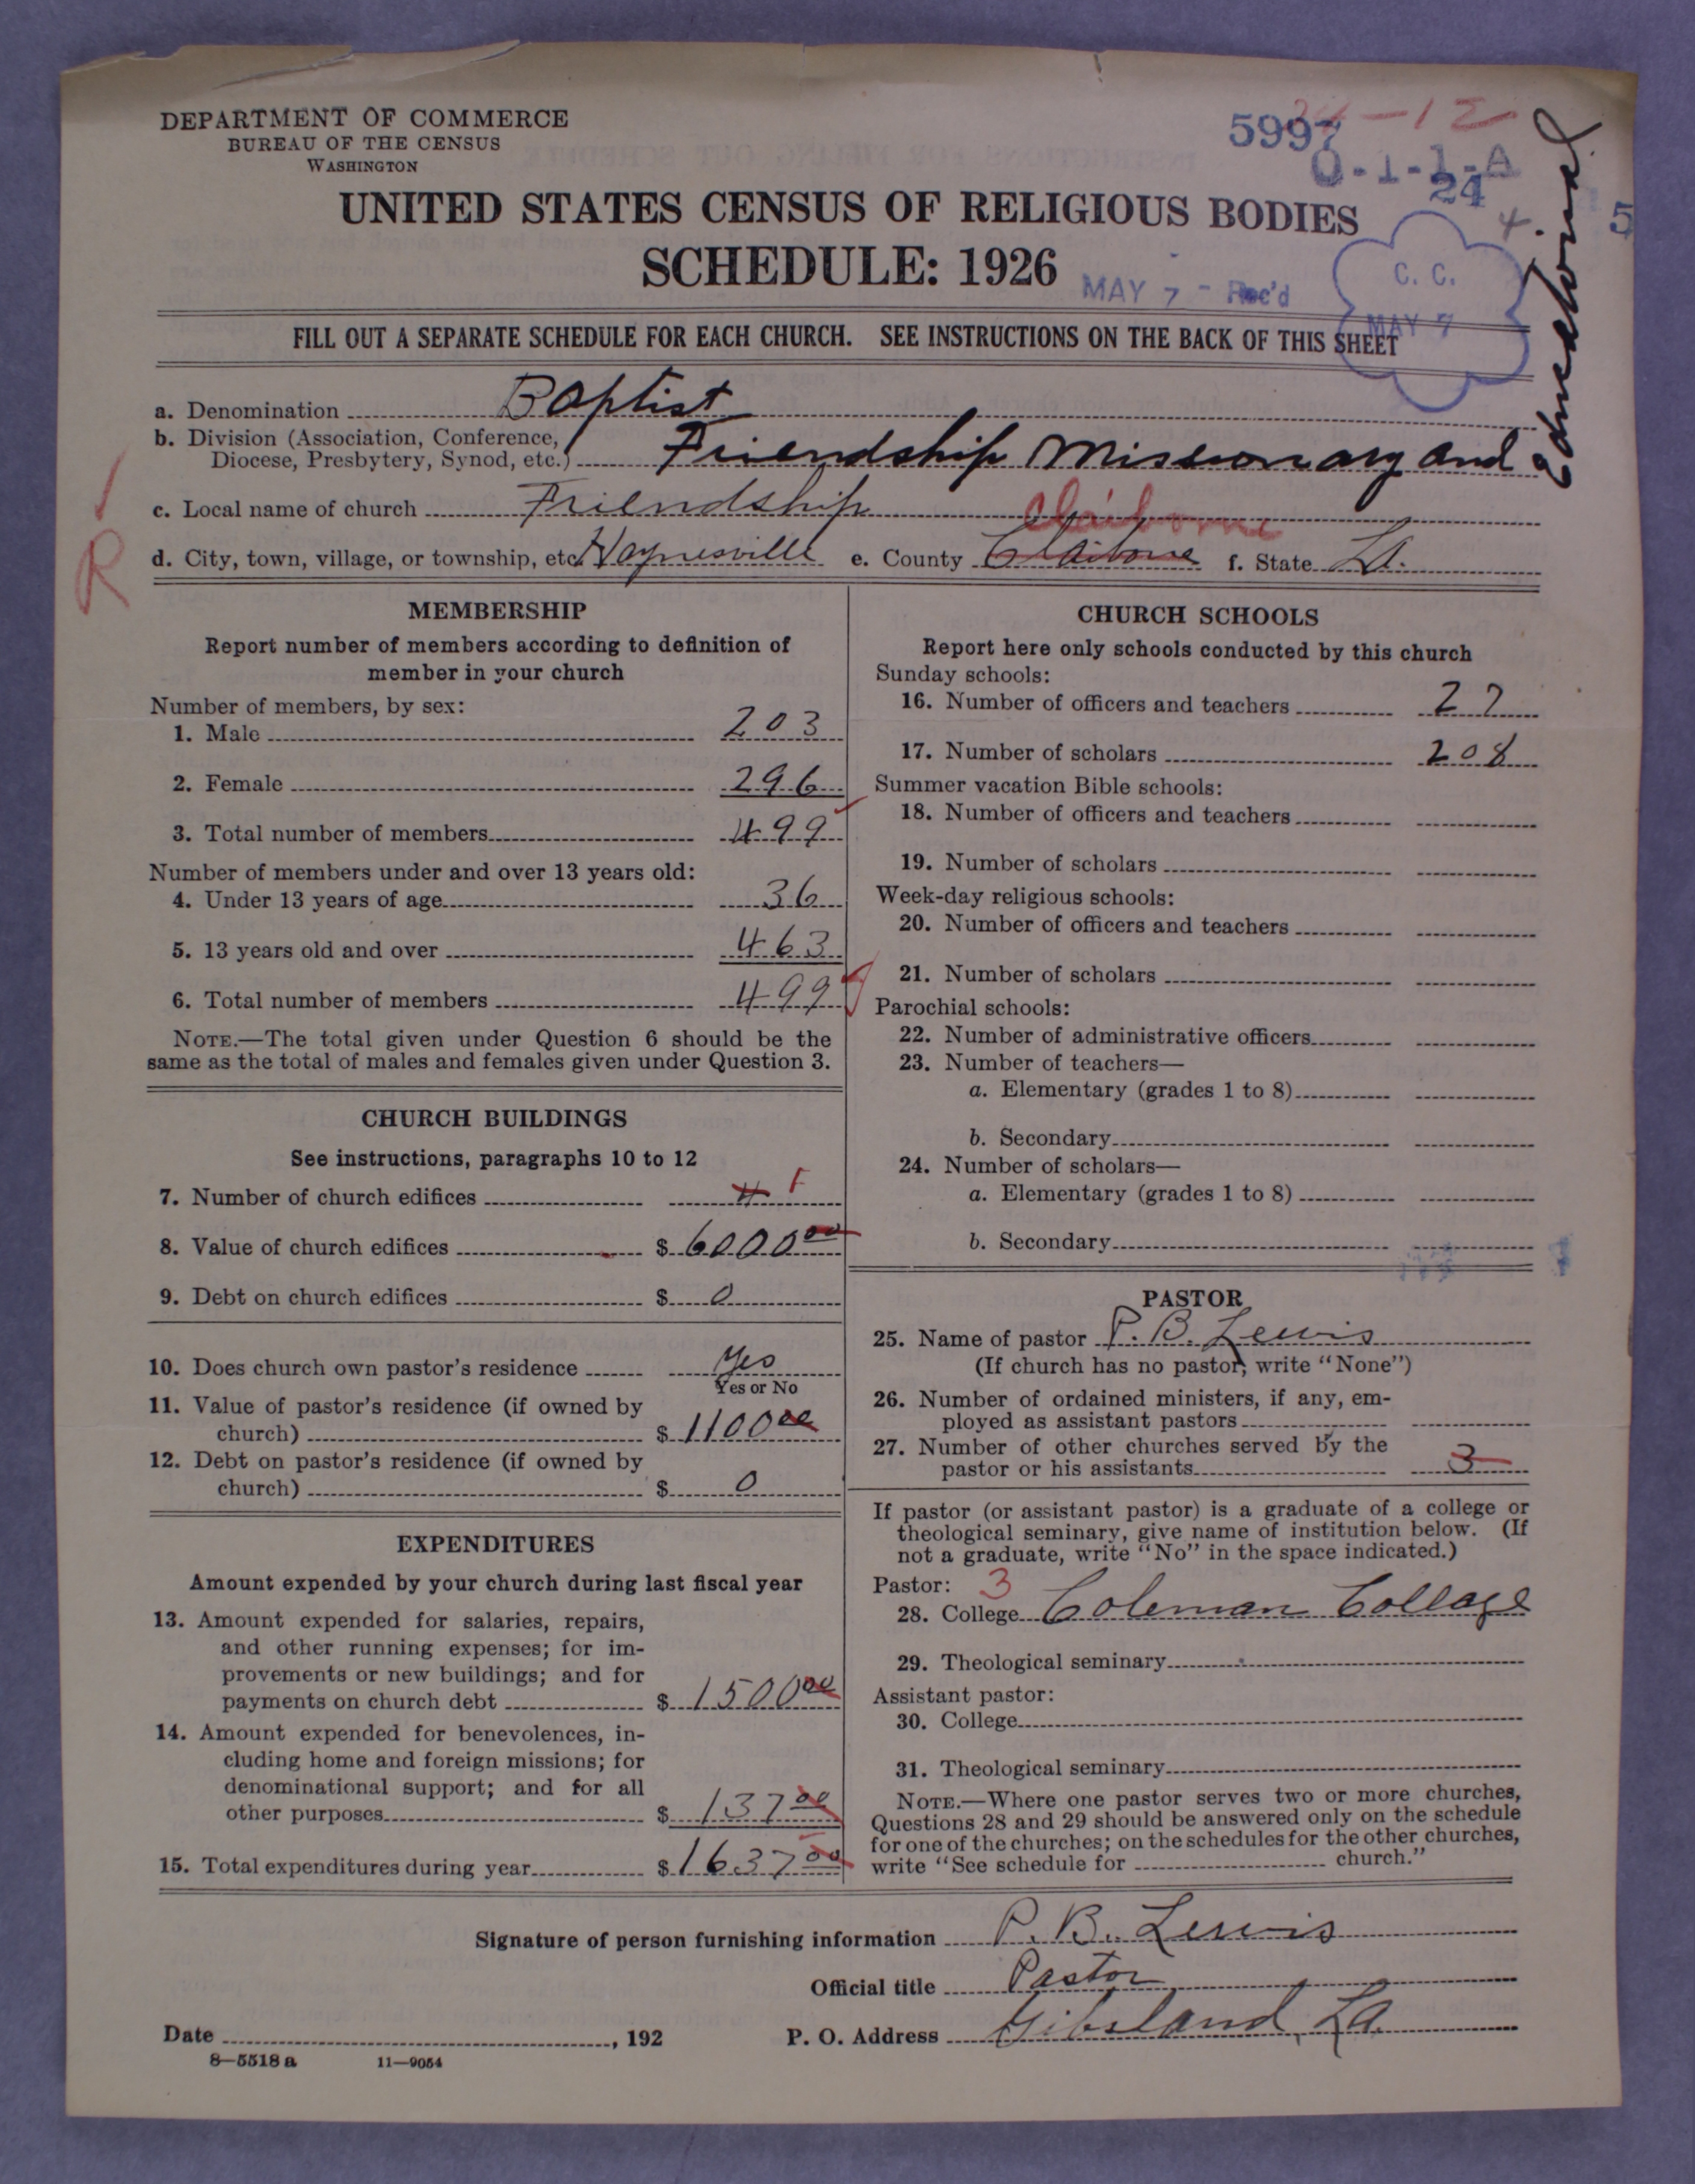 DEPARTMENT OF COMMERCE
BUREAU OF THE CENSUS
WASHINGTON
5997
0-1-1-A
24
UNITED STATES CENSUS OF RELIGIOUS BODIES
SCHEDULE: 1926
MAY 7 - Rec'd
C. C.
MAY 7
5
FILL OUT A SEPARATE SCHEDULE FOR EACH CHURCH. SEE INSTRUCTIONS ON THE BACK OF THIS SHEET
a. Denomination Baptist
b. Division (Association, Conference,
Diocese, Presbytery, Synod, etc.) Friendship Missionary and Educational
c. Local name of church Friendship
Claiborne
d. City, town, village, or township, etc. Haynesville e. County Claiborne f. State La.
R
MEMBERSHIP
Report number of members according to definition of
member in your church
Number of members, by sex:
1. Male 203
2. Female 296
3. Total number of members 499
Number of members under and over 13 years old:
4. Under 13 years of age 36
5. 13 years old and over 463
6. Total number of members 499
NOTE.—The total given under Question 6 should be the
same as the total of males and females given under Question 3.
CHURCH BUILDINGS
See instructions, paragraphs 10 to 12
7. Number of church edifices 4 1
8. Value of church edifices $ 6000 00
9. Debt on church edifices $ 0
10. Does church own pastor's residence Yes
Yes or No
11. Value of pastor's residence (if owned by
church) $ 1100 00
12. Debt on pastor's residence (if owned by
church) $ 0
EXPENDITURES
Amount expended by your church during last fiscal year
13. Amount expended for salaries, repairs,
and other running expenses; for im-
provements or new buildings; and for
payments on church debt $ 1500 00
14. Amount expended for benevolences, in-
cluding home and foreign missions; for
denominational support; and for all
other purposes $ 137 00
15. Total expenditures during year $ 1637 00
CHURCH SCHOOLS
Report here only schools conducted by this church
Sunday schools:
16. Number of officers and teachers 27
17. Number of scholars 208
Summer vacation Bible schools:
18. Number of officers and teachers
19. Number of scholars
Week-day religious schools:
20. Number of officers and teachers
21. Number of scholars
Parochial schools:
22. Number of administrative officers
23. Number of teachers—
a. Elementary (grades 1 to 8)
b. Secondary
24. Number of scholars—
a. Elementary (grades 1 to 8)
b. Secondary
PASTOR
25. Name of pastor P. B. Lewis
(If church has no pastor, write "None")
26. Number of ordained ministers, if any, em-
ployed as assistant pastors
27. Number of other churches served by the
pastor or his assistants 3
If pastor (or assistant pastor) is a graduate of a college or
theological seminary, give name of institution below. (If
not a graduate, write "No" in the space indicated.)
Pastor: 3
28. College Coleman Collage
29. Theological seminary
Assistant pastor:
30. College
31. Theological seminary
NOTE.—Where one pastor serves two or more churches,
Questions 28 and 29 should be answered only on the schedule
for one of the churches; on the schedules for the other churches,
write "See schedule for church."
Signature of person furnishing information P. B. Lewis
Official title Pastor
Date , 192 P. O. Address Gibsland, La.
8—5518 a 11—9054